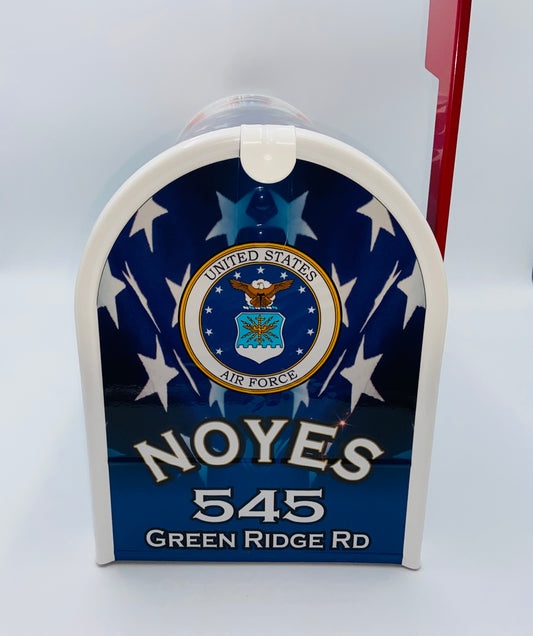 UNITED STATES
AIR FORCE
NOYES
545
GREEN RIDGE RD